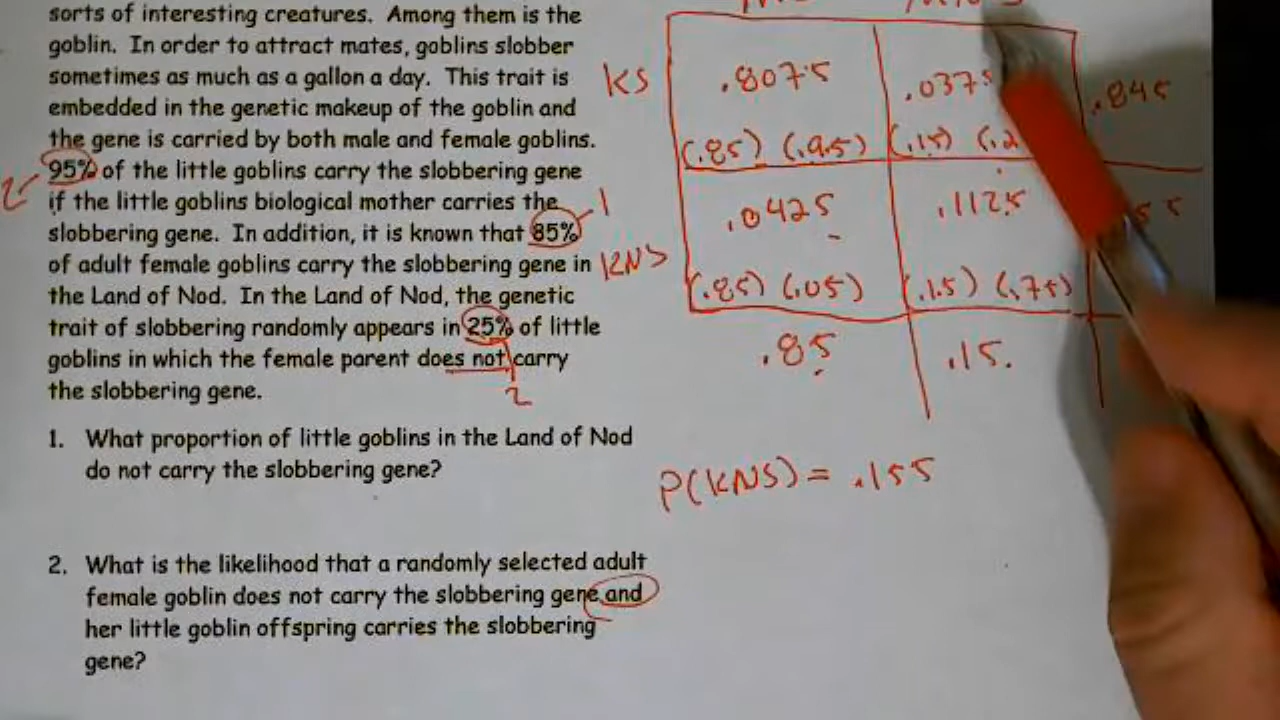 sorts of interesting creatures. Among them is the
goblin. In order to attract mates, goblins slobber
sometimes as much as a gallon a day. This trait is
embedded in the genetic makeup of the goblin and
the gene is carried by both male and female goblins.
2 95% of the little goblins carry the slobbering gene
if the little goblins biological mother carries the 1
slobbering gene. In addition, it is known that 85%
of adult female goblins carry the slobbering gene in
the Land of Nod. In the Land of Nod, the genetic
trait of slobbering randomly appears in 25% of little
goblins in which the female parent does not carry
the slobbering gene. 2
KS .8075 .0375 .845
(.85) (.95) (.15) (.2
KNS .0425 .1125 55
(.85) (.05) (.15) (.75)
.85 .15
1. What proportion of little goblins in the Land of Nod
do not carry the slobbering gene?
P(KNS) = .155
2. What is the likelihood that a randomly selected adult
female goblin does not carry the slobbering gene and
her little goblin offspring carries the slobbering
gene?